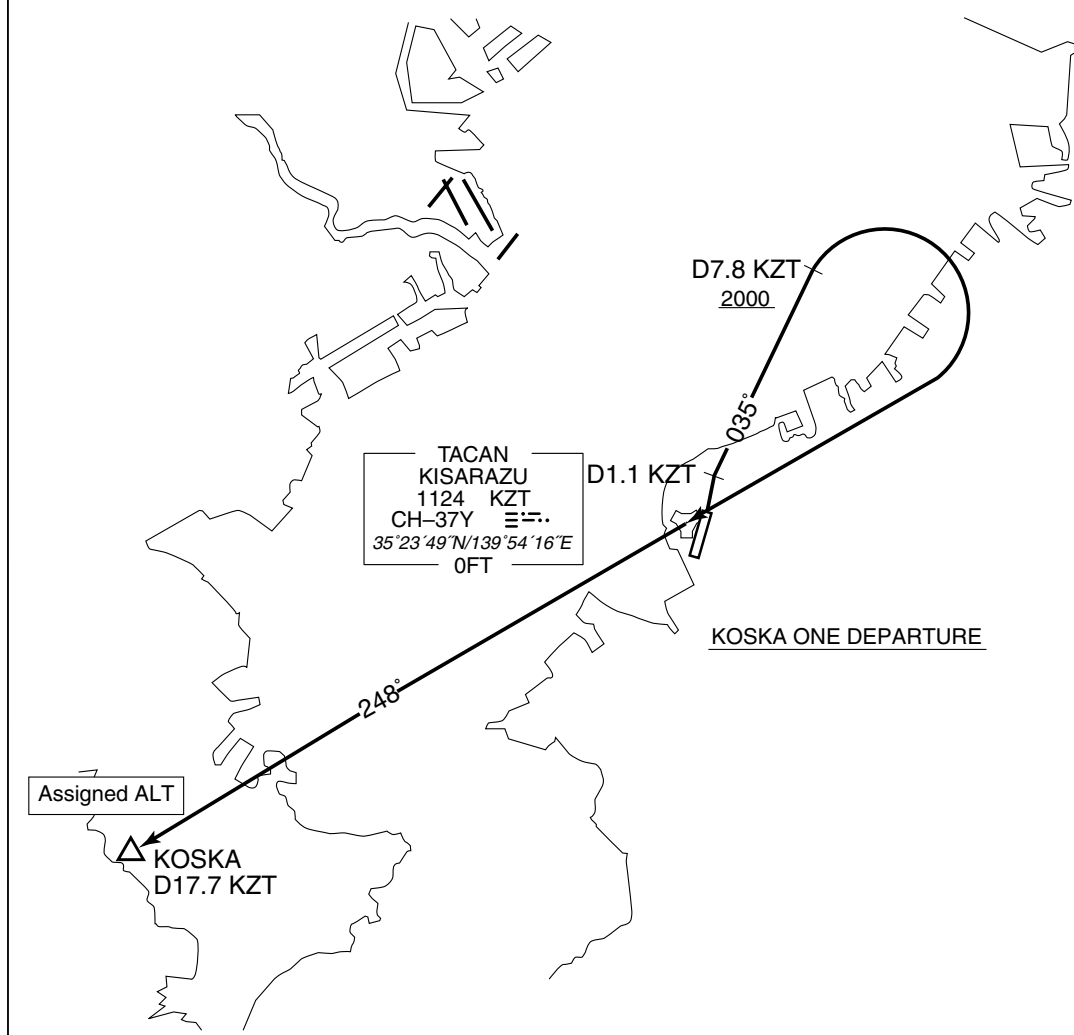 D7.8 KZT
2000
035°
TACAN
KISARAZU
1124 KZT
CH–37Y
35°23´49˝N/139°54´16˝E
0FT
D1.1 KZT
KOSKA ONE DEPARTURE
248°
Assigned ALT
KOSKA
D17.7 KZT